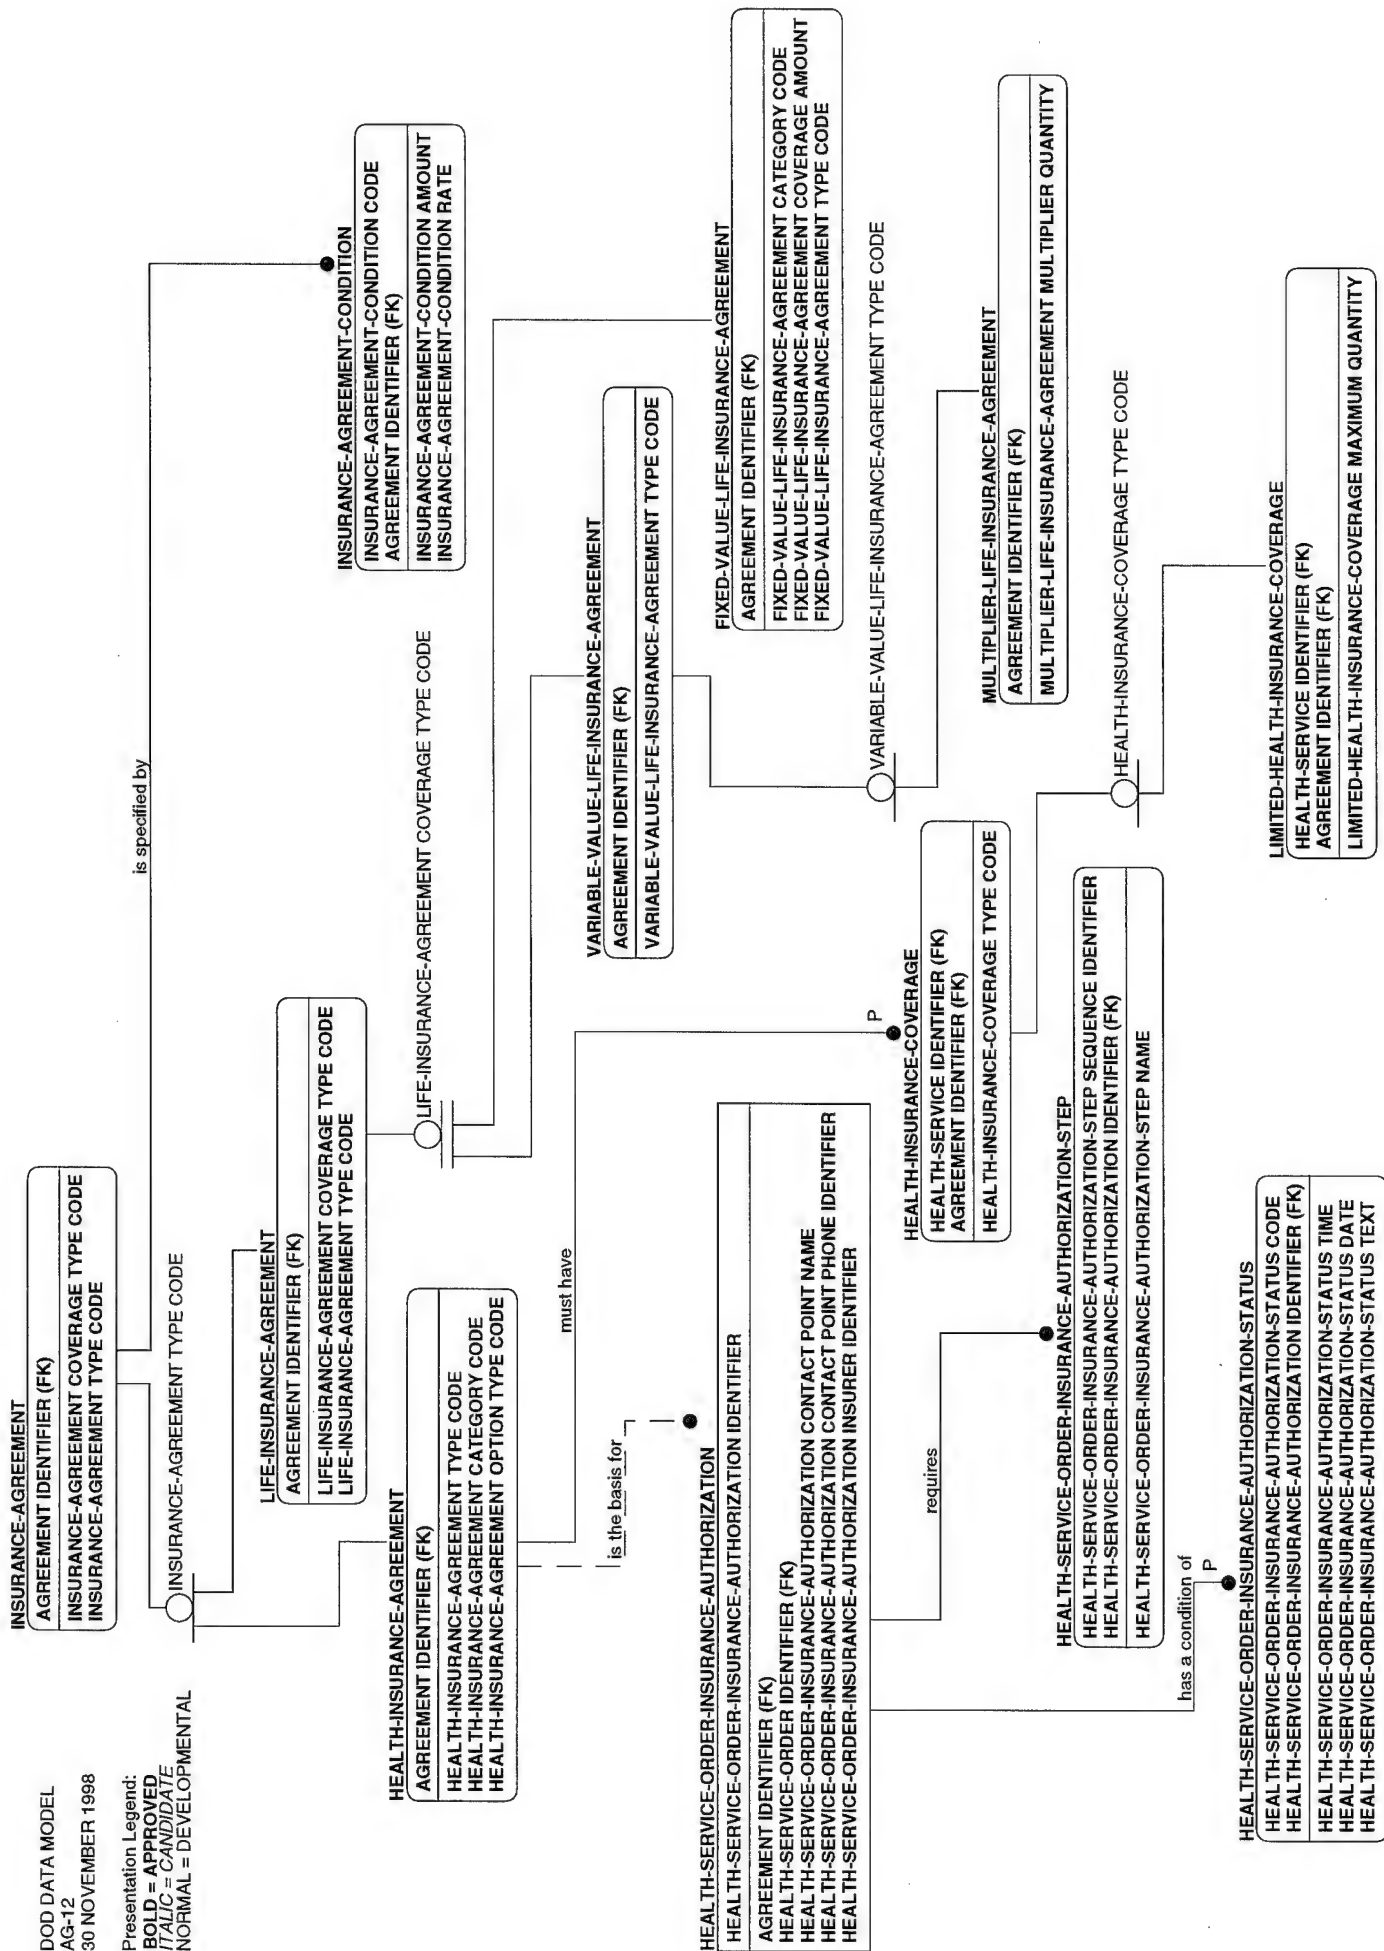 DOD DATA MODEL
AG-12
30 NOVEMBER 1998
Presentation Legend:
BOLD = APPROVED
ITALIC = CANDIDATE
NORMAL = DEVELOPMENTAL
INSURANCE-AGREEMENT
AGREEMENT IDENTIFIER (FK)
INSURANCE-AGREEMENT COVERAGE TYPE CODE
INSURANCE-AGREEMENT TYPE CODE
is specified by
INSURANCE-AGREEMENT TYPE CODE
LIFE-INSURANCE-AGREEMENT
AGREEMENT IDENTIFIER (FK)
LIFE-INSURANCE-AGREEMENT COVERAGE TYPE CODE
LIFE-INSURANCE-AGREEMENT TYPE CODE
INSURANCE-AGREEMENT-CONDITION
INSURANCE-AGREEMENT-CONDITION CODE
AGREEMENT IDENTIFIER (FK)
INSURANCE-AGREEMENT-CONDITION AMOUNT
INSURANCE-AGREEMENT-CONDITION RATE
LIFE-INSURANCE-AGREEMENT COVERAGE TYPE CODE
HEALTH-INSURANCE-AGREEMENT
AGREEMENT IDENTIFIER (FK)
HEALTH-INSURANCE-AGREEMENT TYPE CODE
HEALTH-INSURANCE-AGREEMENT CATEGORY CODE
HEALTH-INSURANCE-AGREEMENT OPTION TYPE CODE
must have
is the basis for
VARIABLE-VALUE-LIFE-INSURANCE-AGREEMENT
AGREEMENT IDENTIFIER (FK)
VARIABLE-VALUE-LIFE-INSURANCE-AGREEMENT TYPE CODE
FIXED-VALUE-LIFE-INSURANCE-AGREEMENT
AGREEMENT IDENTIFIER (FK)
FIXED-VALUE-LIFE-INSURANCE-AGREEMENT CATEGORY CODE
FIXED-VALUE-LIFE-INSURANCE-AGREEMENT COVERAGE AMOUNT
FIXED-VALUE-LIFE-INSURANCE-AGREEMENT TYPE CODE
VARIABLE-VALUE-LIFE-INSURANCE-AGREEMENT TYPE CODE
HEALTH-SERVICE-ORDER-INSURANCE-AUTHORIZATION
HEALTH-SERVICE-ORDER-INSURANCE-AUTHORIZATION IDENTIFIER
AGREEMENT IDENTIFIER (FK)
HEALTH-SERVICE-ORDER IDENTIFIER (FK)
HEALTH-SERVICE-ORDER-INSURANCE-AUTHORIZATION CONTACT POINT NAME
HEALTH-SERVICE-ORDER-INSURANCE-AUTHORIZATION CONTACT POINT PHONE IDENTIFIER
HEALTH-SERVICE-ORDER-INSURANCE-AUTHORIZATION INSURER IDENTIFIER
P
HEALTH-INSURANCE-COVERAGE
HEALTH-SERVICE IDENTIFIER (FK)
AGREEMENT IDENTIFIER (FK)
HEALTH-INSURANCE-COVERAGE TYPE CODE
MULTIPLIER-LIFE-INSURANCE-AGREEMENT
AGREEMENT IDENTIFIER (FK)
MULTIPLIER-LIFE-INSURANCE-AGREEMENT MULTIPLIER QUANTITY
requires
HEALTH-INSURANCE-COVERAGE TYPE CODE
HEALTH-SERVICE-ORDER-INSURANCE-AUTHORIZATION-STEP
HEALTH-SERVICE-ORDER-INSURANCE-AUTHORIZATION-STEP SEQUENCE IDENTIFIER
HEALTH-SERVICE-ORDER-INSURANCE-AUTHORIZATION IDENTIFIER (FK)
HEALTH-SERVICE-ORDER-INSURANCE-AUTHORIZATION-STEP NAME
has a condition of
P
HEALTH-SERVICE-ORDER-INSURANCE-AUTHORIZATION-STATUS
HEALTH-SERVICE-ORDER-INSURANCE-AUTHORIZATION-STATUS CODE
HEALTH-SERVICE-ORDER-INSURANCE-AUTHORIZATION IDENTIFIER (FK)
HEALTH-SERVICE-ORDER-INSURANCE-AUTHORIZATION-STATUS TIME
HEALTH-SERVICE-ORDER-INSURANCE-AUTHORIZATION-STATUS DATE
HEALTH-SERVICE-ORDER-INSURANCE-AUTHORIZATION-STATUS TEXT
LIMITED-HEALTH-INSURANCE-COVERAGE
HEALTH-SERVICE IDENTIFIER (FK)
AGREEMENT IDENTIFIER (FK)
LIMITED-HEALTH-INSURANCE-COVERAGE MAXIMUM QUANTITY